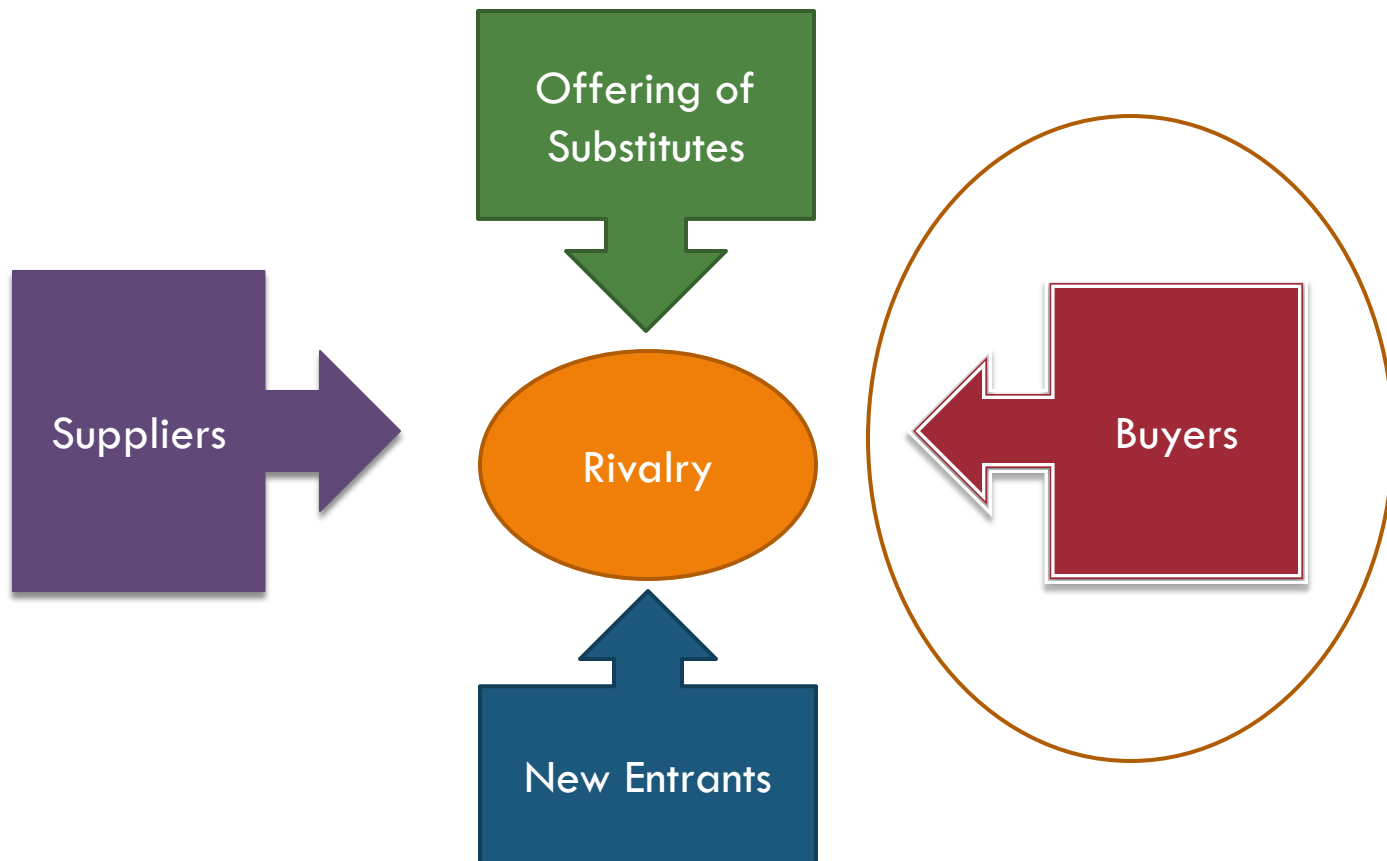 Offering of
Substitutes
Suppliers
Rivalry
Buyers
New Entrants